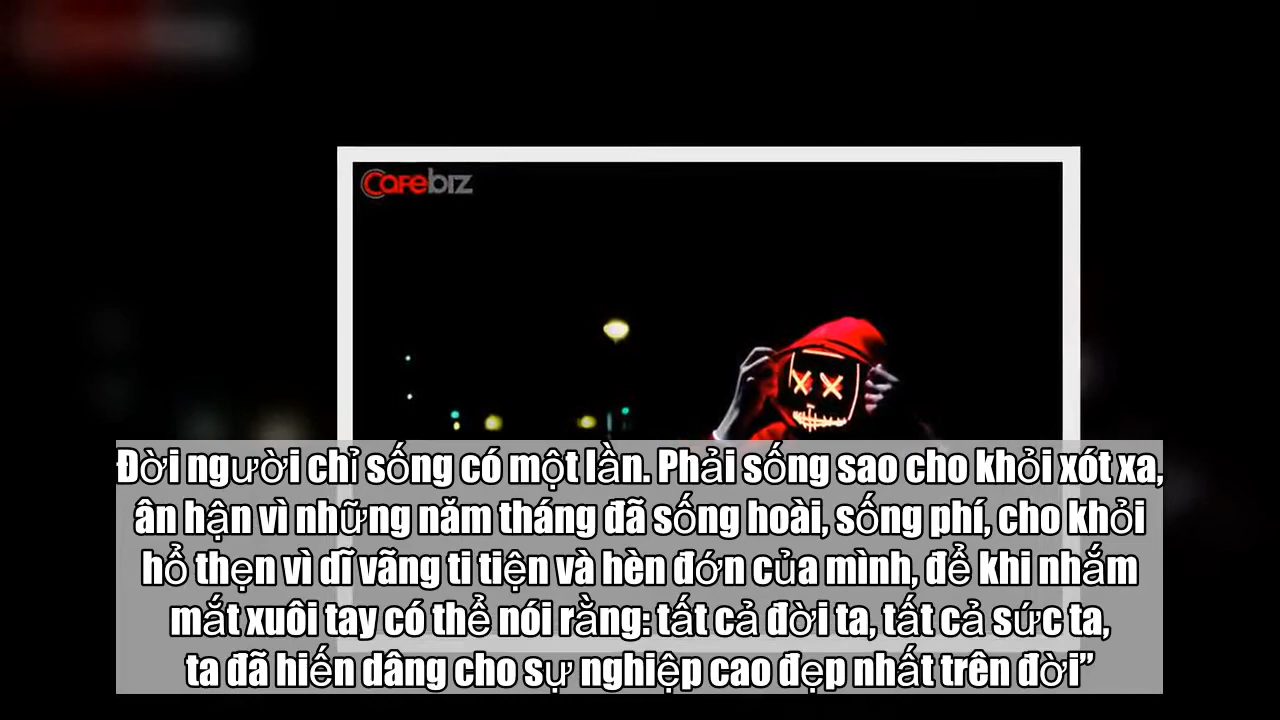 Cafebiz
Đời người chỉ sống có một lần. Phải sống sao cho khỏi xót xa,
ân hận vì những năm tháng đã sống hoài, sống phí, cho khỏi
hổ thẹn vì dĩ vãng ti tiện và hèn đớn của mình, để khi nhắm
mắt xuôi tay có thể nói rằng: tất cả đời ta, tất cả sức ta,
ta đã hiến dâng cho sự nghiệp cao đẹp nhất trên đời”